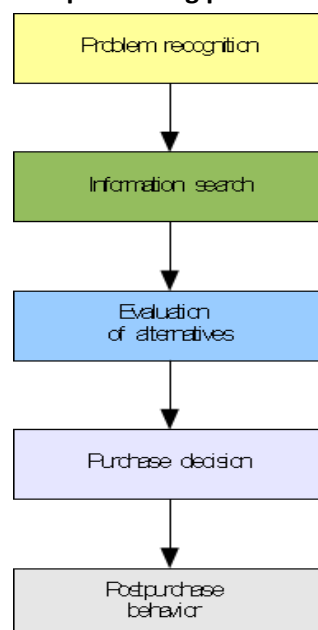 Problem recognition
Information search
Evaluation
of alternatives
Purchase decision
Postpurchase
behavior